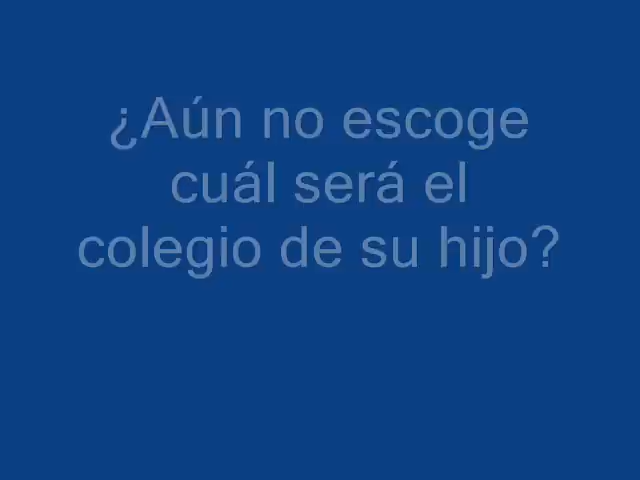 ¿Aún no escoge
cuál será el
colegio de su hijo?